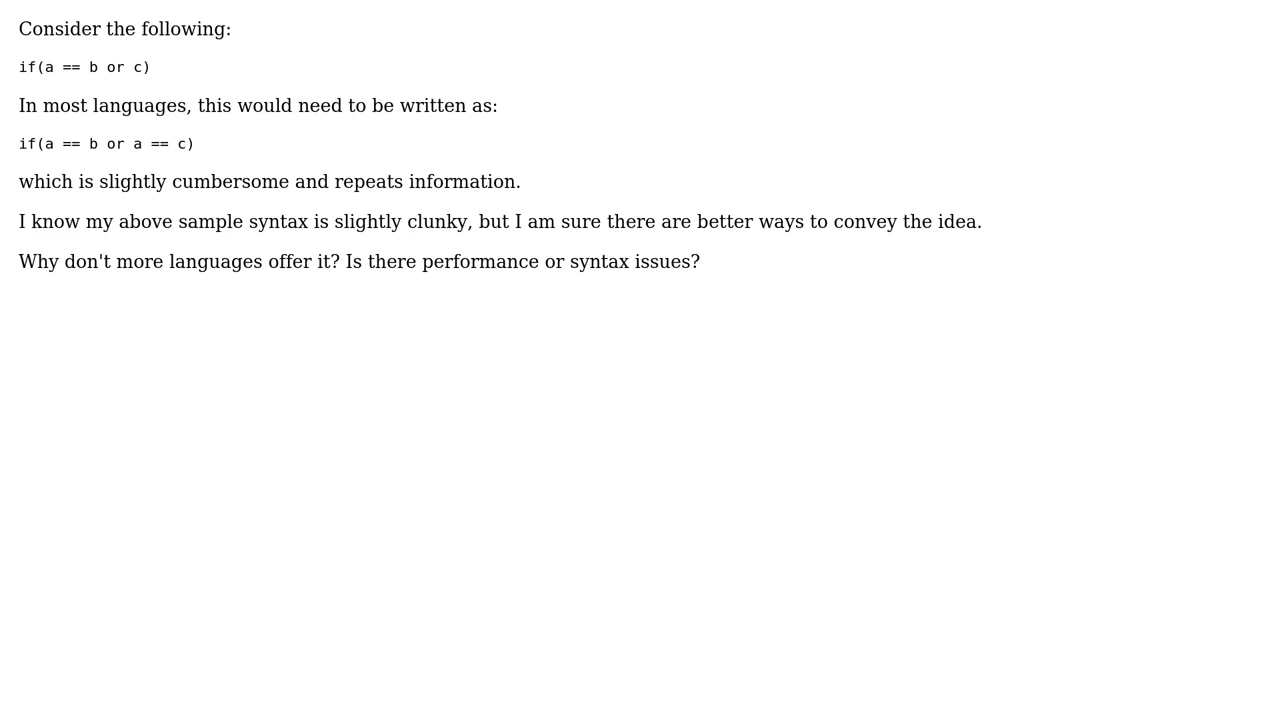 Consider the following:
if(a == b or c)
In most languages, this would need to be written as:
if(a == b or a == c)
which is slightly cumbersome and repeats information.
I know my above sample syntax is slightly clunky, but I am sure there are better ways to convey the idea.
Why don't more languages offer it? Is there performance or syntax issues?